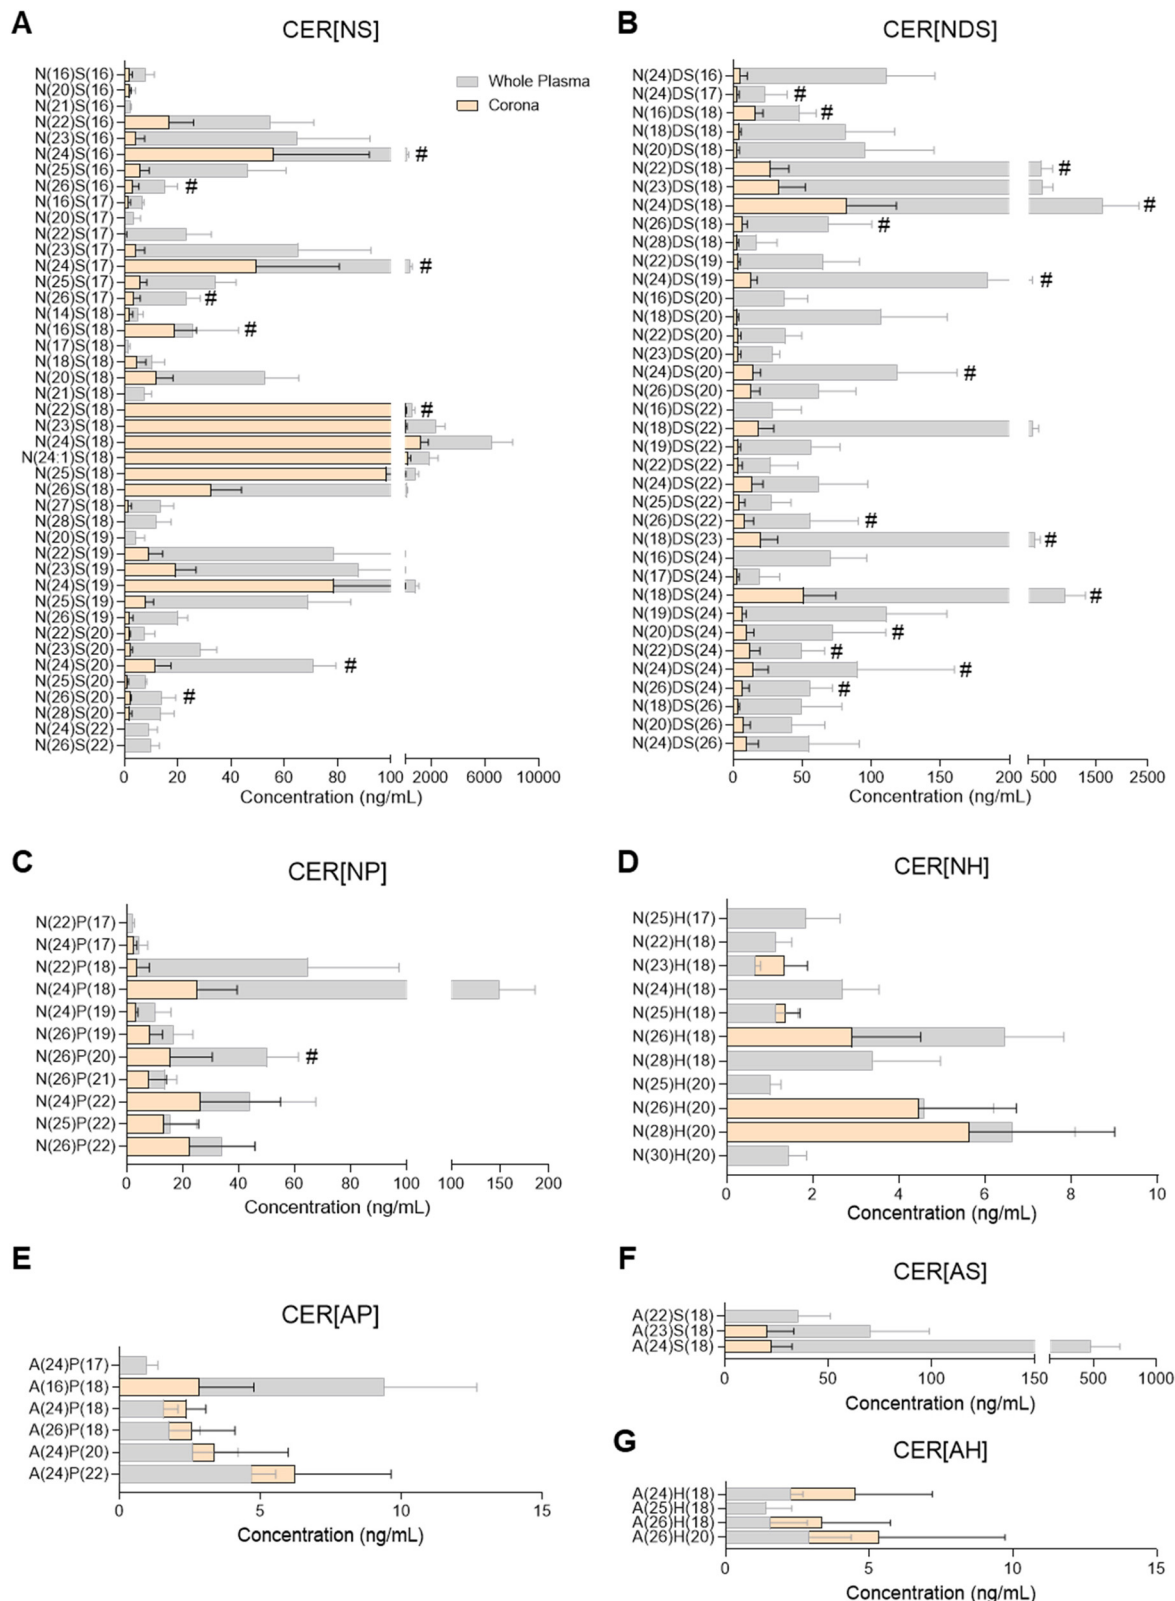 A
CER[NS]
Whole Plasma
Corona
N(16)S(16)
N(20)S(16)
N(21)S(16)
N(22)S(16)
N(23)S(16)
N(24)S(16)
#
N(25)S(16)
N(26)S(16)
#
N(16)S(17)
N(20)S(17)
N(22)S(17)
N(23)S(17)
N(24)S(17)
#
N(25)S(17)
N(26)S(17)
#
N(14)S(18)
N(16)S(18)
#
N(17)S(18)
N(18)S(18)
N(20)S(18)
N(21)S(18)
N(22)S(18)
#
N(23)S(18)
N(24)S(18)
N(24:1)S(18)
N(25)S(18)
N(26)S(18)
N(27)S(18)
N(28)S(18)
N(20)S(19)
N(22)S(19)
N(23)S(19)
N(24)S(19)
N(25)S(19)
N(26)S(19)
N(22)S(20)
N(23)S(20)
N(24)S(20)
#
N(25)S(20)
N(26)S(20)
#
N(28)S(20)
N(24)S(22)
N(26)S(22)
0 20 40 60 80 100 2000 6000 10000
Concentration (ng/mL)
B
CER[NDS]
N(24)DS(16)
N(24)DS(17)
#
N(16)DS(18)
#
N(18)DS(18)
N(20)DS(18)
N(22)DS(18)
#
N(23)DS(18)
N(24)DS(18)
#
N(26)DS(18)
#
N(28)DS(18)
N(22)DS(19)
N(24)DS(19)
#
N(16)DS(20)
N(18)DS(20)
N(22)DS(20)
N(23)DS(20)
N(24)DS(20)
#
N(26)DS(20)
N(16)DS(22)
N(18)DS(22)
N(19)DS(22)
N(22)DS(22)
N(24)DS(22)
N(25)DS(22)
N(26)DS(22)
#
N(18)DS(23)
#
N(16)DS(24)
N(17)DS(24)
N(18)DS(24)
#
N(19)DS(24)
N(20)DS(24)
#
N(22)DS(24)
#
N(24)DS(24)
#
N(26)DS(24)
#
N(18)DS(26)
N(20)DS(26)
N(24)DS(26)
0 50 100 150 200 500 1500 2500
Concentration (ng/mL)
C
CER[NP]
N(22)P(17)
N(24)P(17)
N(22)P(18)
N(24)P(18)
N(24)P(19)
N(26)P(19)
N(26)P(20)
#
N(26)P(21)
N(24)P(22)
N(25)P(22)
N(26)P(22)
0 20 40 60 80 100 100 150 200
Concentration (ng/mL)
D
CER[NH]
N(25)H(17)
N(22)H(18)
N(23)H(18)
N(24)H(18)
N(25)H(18)
N(26)H(18)
N(28)H(18)
N(25)H(20)
N(26)H(20)
N(28)H(20)
N(30)H(20)
0 2 4 6 8 10
Concentration (ng/mL)
E
CER[AP]
A(24)P(17)
A(16)P(18)
A(24)P(18)
A(26)P(18)
A(24)P(20)
A(24)P(22)
0 5 10 15
Concentration (ng/mL)
F
CER[AS]
A(22)S(18)
A(23)S(18)
A(24)S(18)
0 50 100 150 500 1000
Concentration (ng/mL)
G
CER[AH]
A(24)H(18)
A(25)H(18)
A(26)H(18)
A(26)H(20)
0 5 10 15
Concentration (ng/mL)